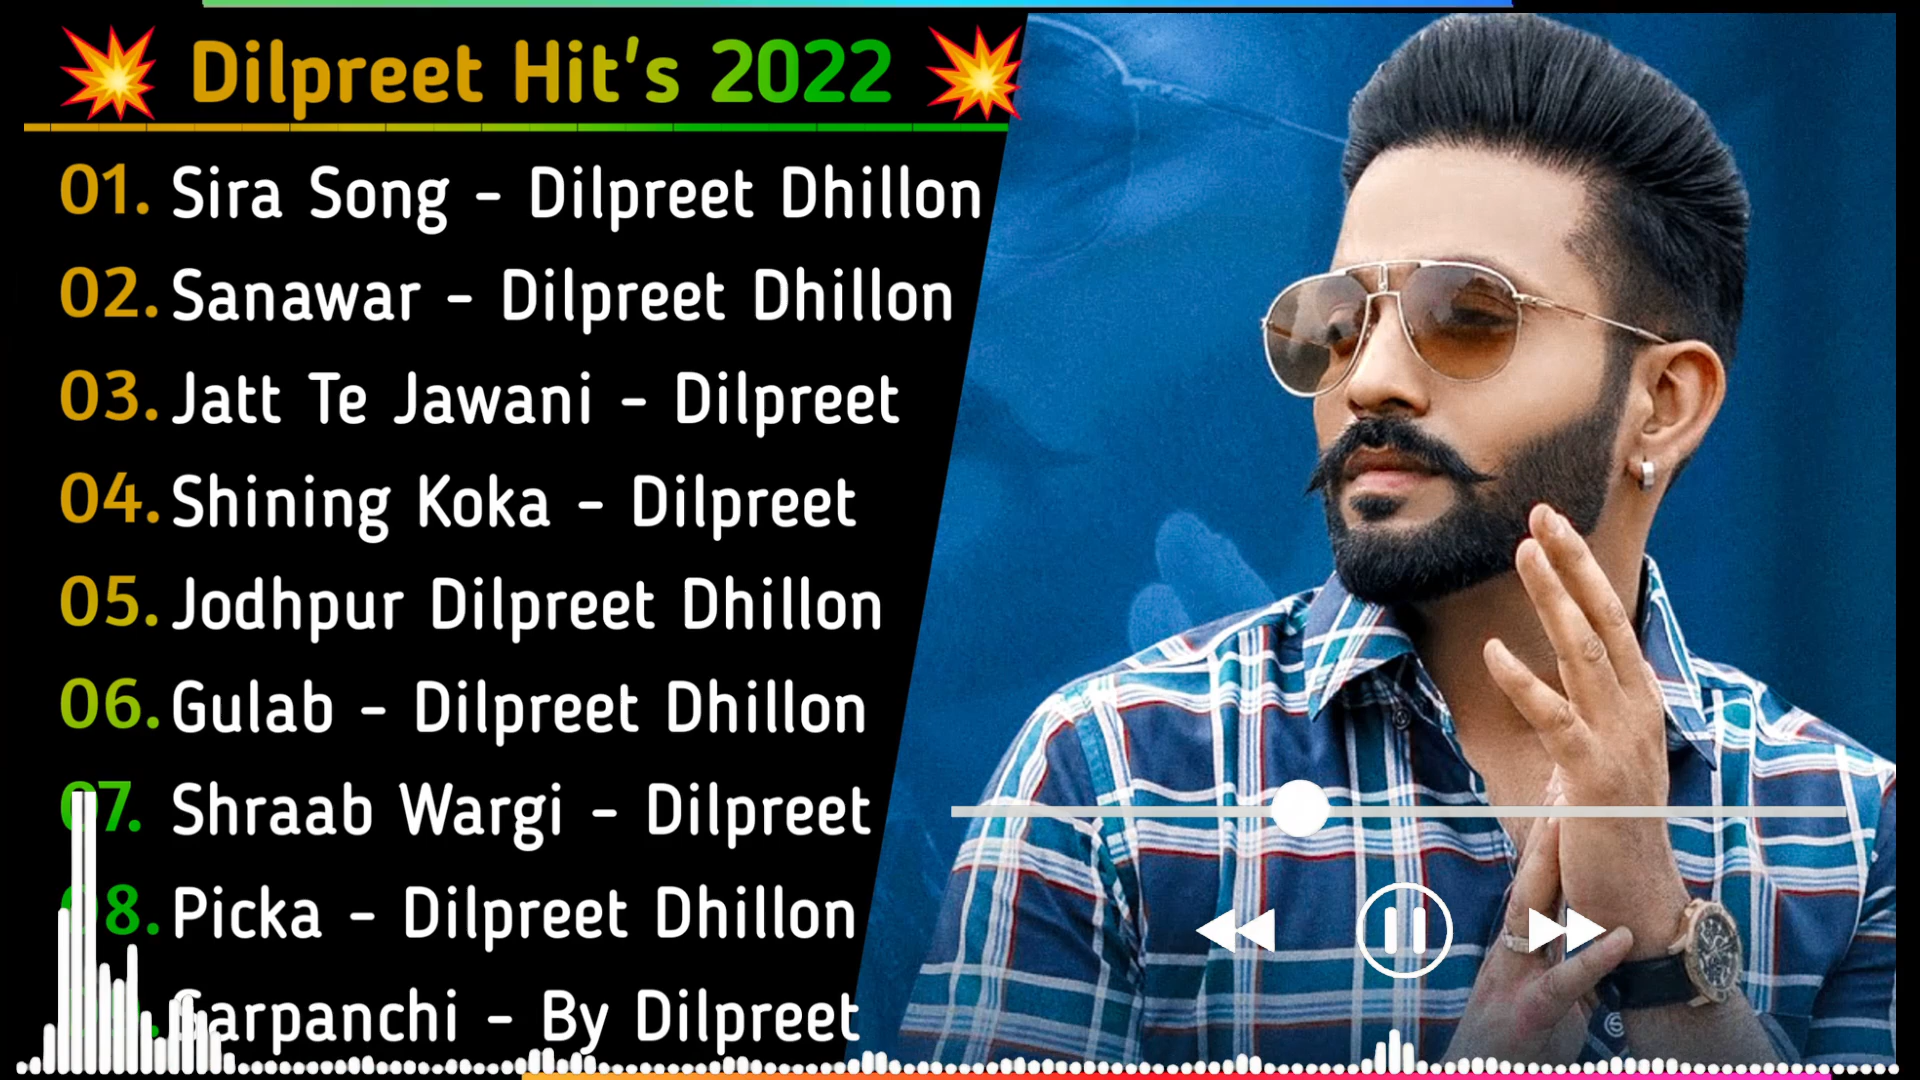 Dilpreet Hit's 2022
01. Sira Song - Dilpreet Dhillon
02. Sanawar - Dilpreet Dhillon
03. Jatt Te Jawani - Dilpreet
04. Shining Koka - Dilpreet
05. Jodhpur Dilpreet Dhillon
06. Gulab - Dilpreet Dhillon
07. Shraab Wargi - Dilpreet
08. Picka - Dilpreet Dhillon
Sarpanchi - By Dilpreet